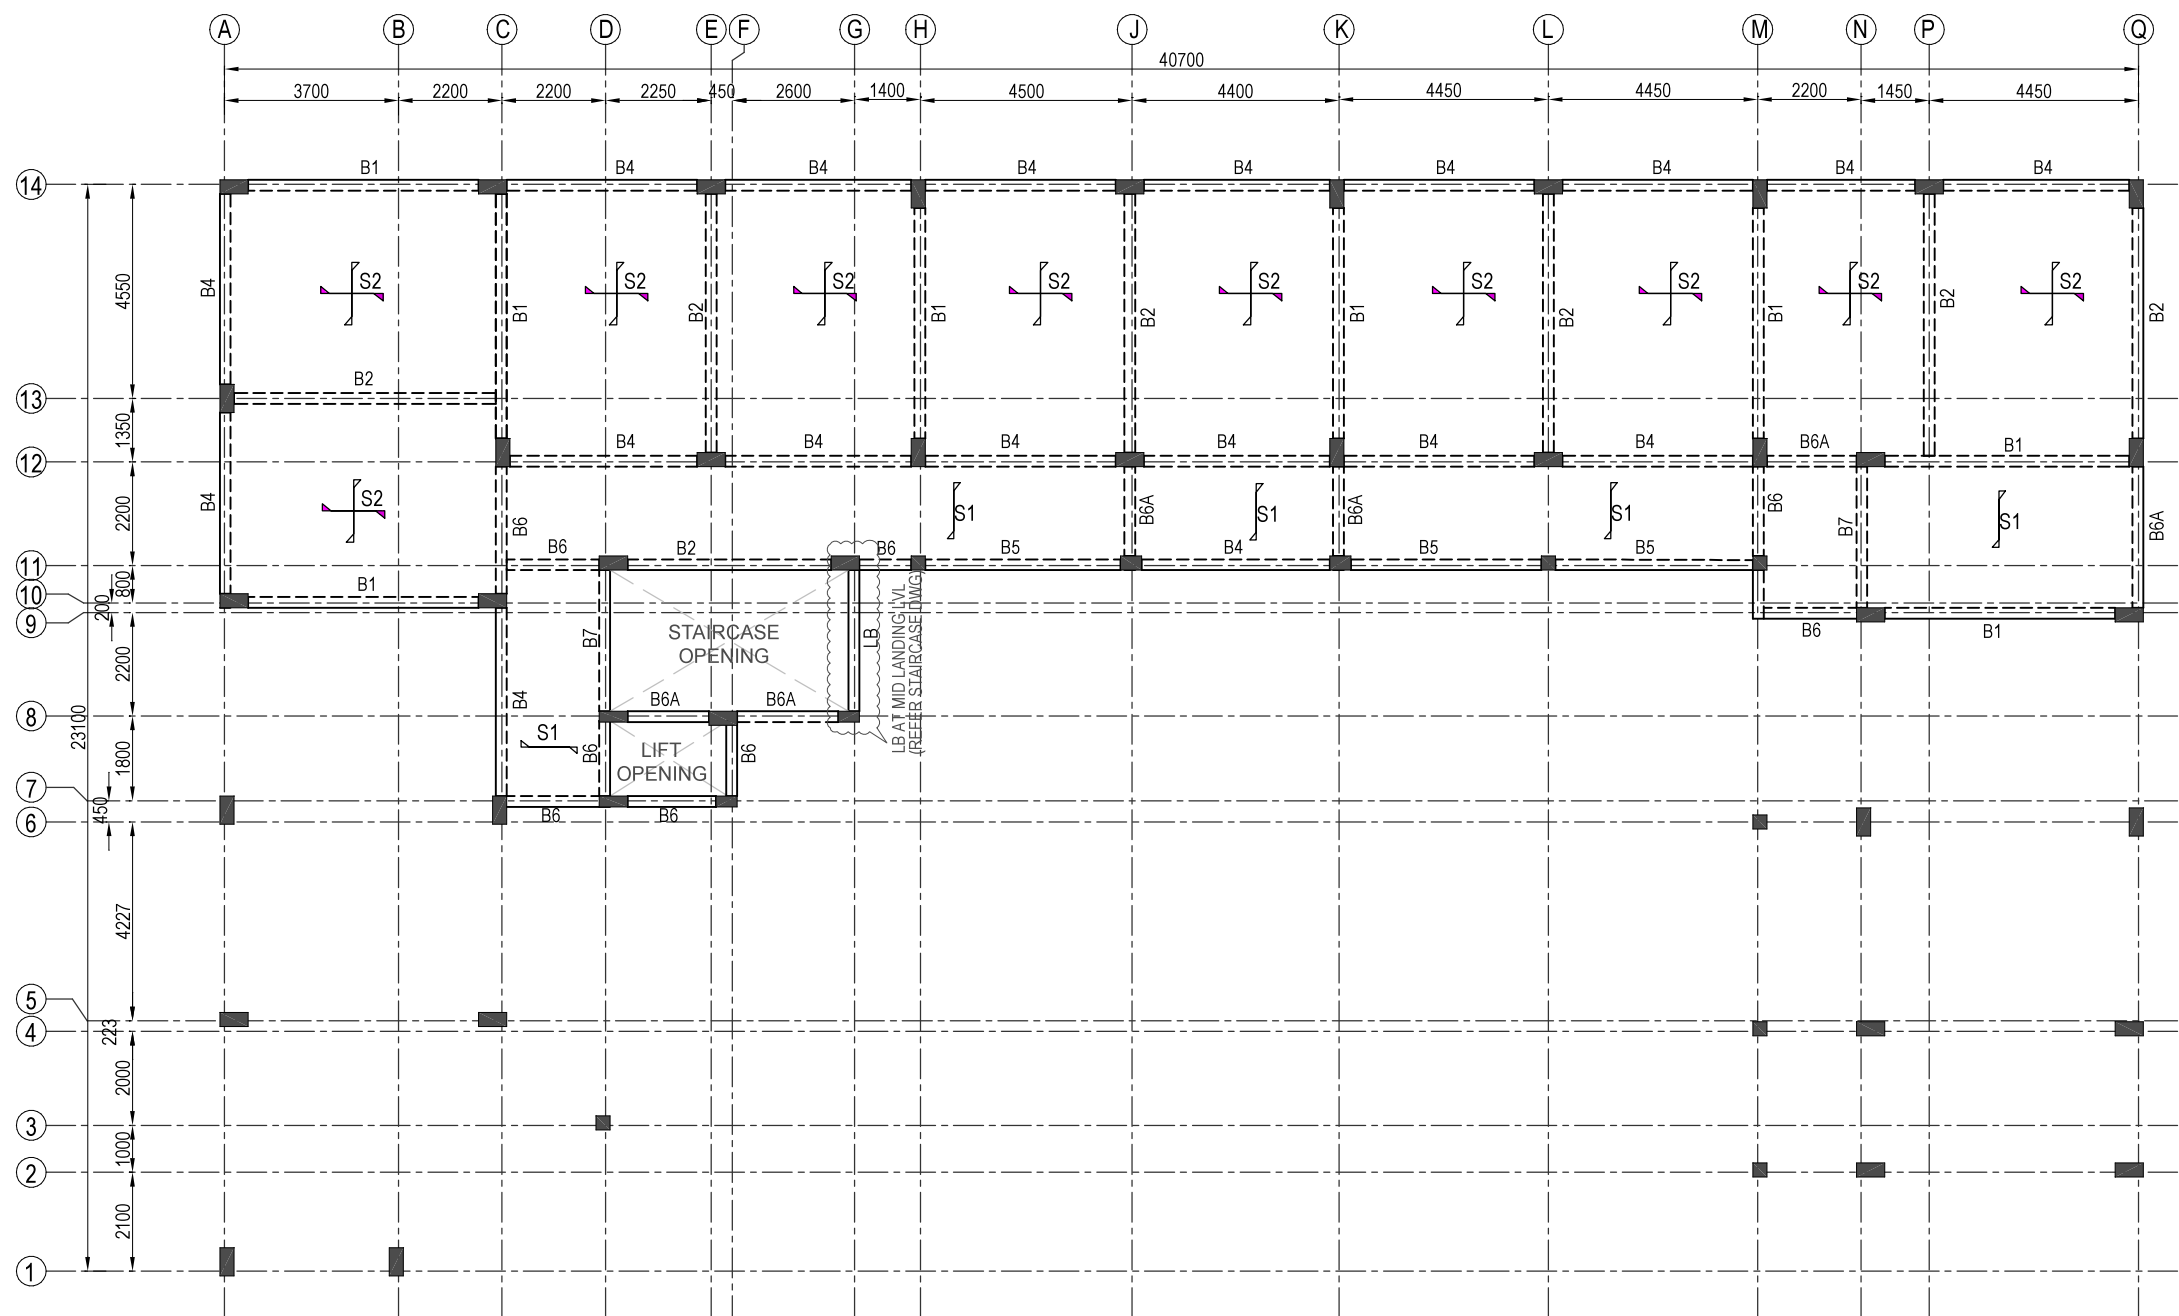 A B C D E F G H J K L M N P Q
40700
3700 2200 2200 2250 450 2600 1400 4500 4400 4450 4450 2200 1450 4450
B1 B4 B4 B4 B4 B4 B4 B4 B4
14
4550
B4 S2 B1 S2 B2 S2 B1 S2 B2 S2 B1 S2 B2 S2 B1 S2 B2 S2 B2
B2
13
1350
B4 B4 B4 B4 B4 B4 B6A B1
12
2200
B4 S2 B6 S1 B6A S1 B6A S1 B6 B7 S1 B6A
B6 B2 B6 B5 B4 B5 B5
11
800
B1
10
200
9
B6 B1
2200
B7 STAIRCASE
OPENING
LB
LB AT MID LANDING LVL
(REFER STAIRCASE DWG)
B4 B6A B6A
8
23100
1800
S1 B6 LIFT
OPENING
B6
7
450
B6 B6
6
4227
5
223
4
2000
3
1000
2
2100
1